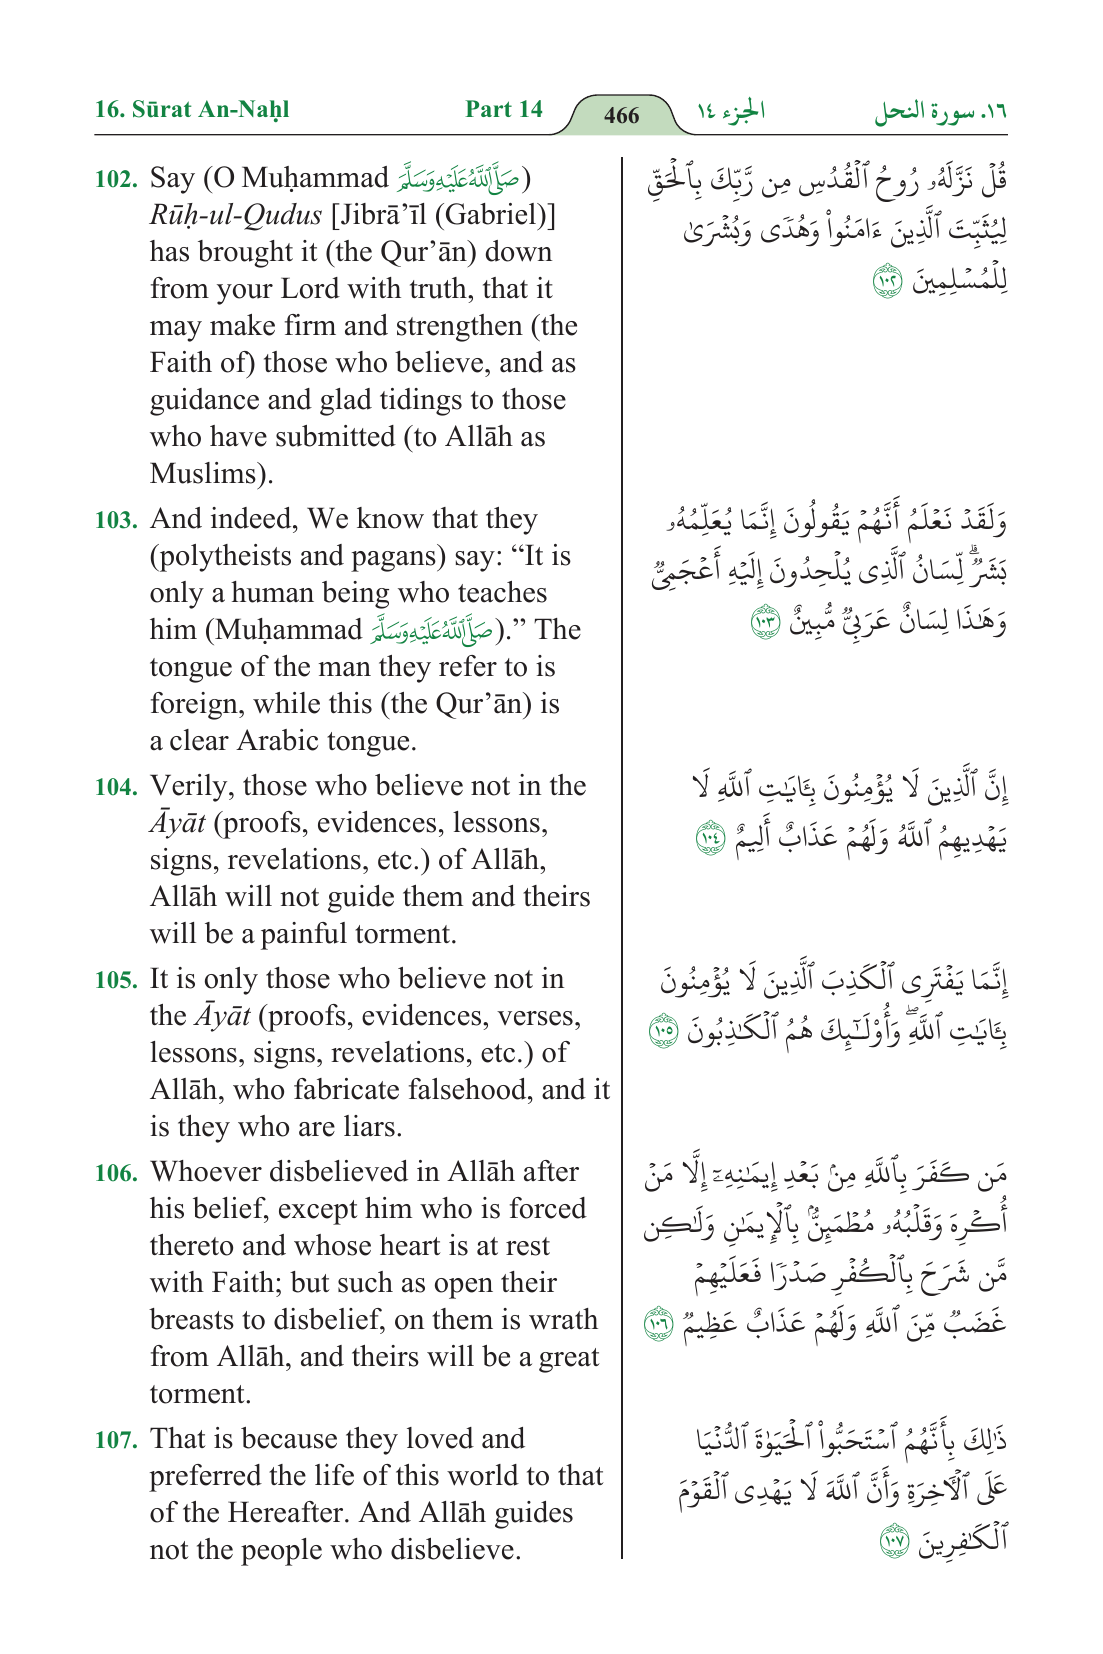 16. Sūrat An-Naḥl Part 14 466 الجزء ١٤ ١٦. سورة النحل
102. Say (O Muḥammad صَلَّى ٱللَّهُ عَلَيْهِ وَسَلَّمَ)
Rūḥ-ul-Qudus [Jibrā’īl (Gabriel)]
has brought it (the Qur’ān) down
from your Lord with truth, that it
may make firm and strengthen (the
Faith of) those who believe, and as
guidance and glad tidings to those
who have submitted (to Allāh as
Muslims).
103. And indeed, We know that they
(polytheists and pagans) say: “It is
only a human being who teaches
him (Muḥammad صَلَّى ٱللَّهُ عَلَيْهِ وَسَلَّمَ).” The
tongue of the man they refer to is
foreign, while this (the Qur’ān) is
a clear Arabic tongue.
104. Verily, those who believe not in the
Āyāt (proofs, evidences, lessons,
signs, revelations, etc.) of Allāh,
Allāh will not guide them and theirs
will be a painful torment.
105. It is only those who believe not in
the Āyāt (proofs, evidences, verses,
lessons, signs, revelations, etc.) of
Allāh, who fabricate falsehood, and it
is they who are liars.
106. Whoever disbelieved in Allāh after
his belief, except him who is forced
thereto and whose heart is at rest
with Faith; but such as open their
breasts to disbelief, on them is wrath
from Allāh, and theirs will be a great
torment.
107. That is because they loved and
preferred the life of this world to that
of the Hereafter. And Allāh guides
not the people who disbelieve.
قُلْ نَزَّلَهُۥ رُوحُ ٱلْقُدُسِ مِن رَّبِّكَ بِٱلْحَقِّ
لِيُثَبِّتَ ٱلَّذِينَ ءَامَنُوا۟ وَهُدًى وَبُشْرَىٰ
لِلْمُسْلِمِينَ ١٠٢
وَلَقَدْ نَعْلَمُ أَنَّهُمْ يَقُولُونَ إِنَّمَا يُعَلِّمُهُۥ
بَشَرٌ ۗ لِّسَانُ ٱلَّذِى يُلْحِدُونَ إِلَيْهِ أَعْجَمِىٌّ
وَهَٰذَا لِسَانٌ عَرَبِىٌّ مُّبِينٌ ١٠٣
إِنَّ ٱلَّذِينَ لَا يُؤْمِنُونَ بِـَٔايَٰتِ ٱللَّهِ لَا
يَهْدِيهِمُ ٱللَّهُ وَلَهُمْ عَذَابٌ أَلِيمٌ ١٠٤
إِنَّمَا يَفْتَرِى ٱلْكَذِبَ ٱلَّذِينَ لَا يُؤْمِنُونَ
بِـَٔايَٰتِ ٱللَّهِ ۖ وَأُو۟لَٰٓئِكَ هُمُ ٱلْكَٰذِبُونَ ١٠٥
مَن كَفَرَ بِٱللَّهِ مِنۢ بَعْدِ إِيمَٰنِهِۦٓ إِلَّا مَنْ
أُكْرِهَ وَقَلْبُهُۥ مُطْمَئِنٌّۢ بِٱلْإِيمَٰنِ وَلَٰكِن
مَّن شَرَحَ بِٱلْكُفْرِ صَدْرًا فَعَلَيْهِمْ
غَضَبٌ مِّنَ ٱللَّهِ وَلَهُمْ عَذَابٌ عَظِيمٌ ١٠٦
ذَٰلِكَ بِأَنَّهُمُ ٱسْتَحَبُّوا۟ ٱلْحَيَوٰةَ ٱلدُّنْيَا
عَلَى ٱلْـَٔاخِرَةِ وَأَنَّ ٱللَّهَ لَا يَهْدِى ٱلْقَوْمَ
ٱلْكَٰفِرِينَ ١٠٧